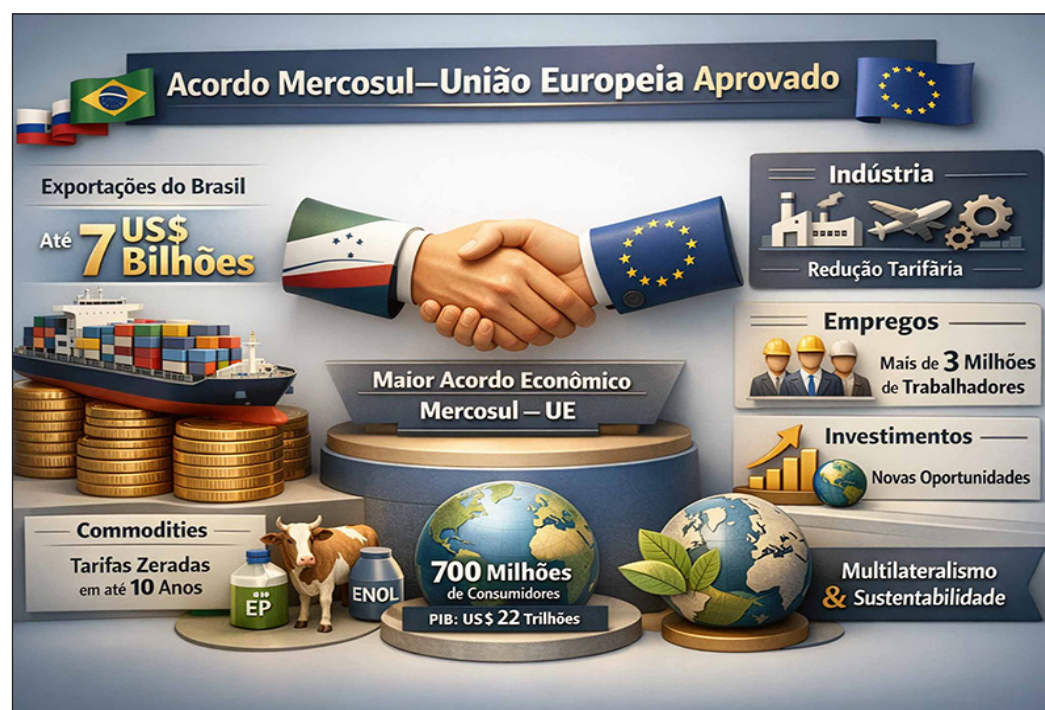 Acordo Mercosul–União Europeia Aprovado
Exportações do Brasil
Até 7 US$
Bilhões
Indústria
Redução Tarifãria
Empregos
Mais de 3 Milhões
de Trabalhadores
Maior Acordo Econômico
Mercosul – UE
Investimentos
Novas Oportunidades
Commodities
Tarifas Zeradas
em até 10 Anos
EP
ENOL
700 Milhões
de Consumidores
PIB: US$ 22 Trilhões
Multilateralismo
& Sustentabilidade